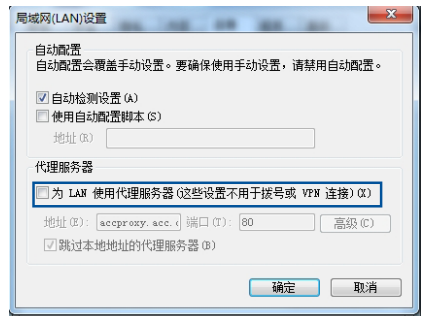 局域网(LAN)设置
自动配置
自动配置会覆盖手动设置。要确保使用手动设置，请禁用自动配置。
自动检测设置(A)
使用自动配置脚本(S)
地址(R)
代理服务器
为 LAN 使用代理服务器(这些设置不用于拨号或 VPN 连接)(X)
地址(E): accproxy.acc. 端口(T): 80 高级(C)
跳过本地地址的代理服务器(B)
确定 取消